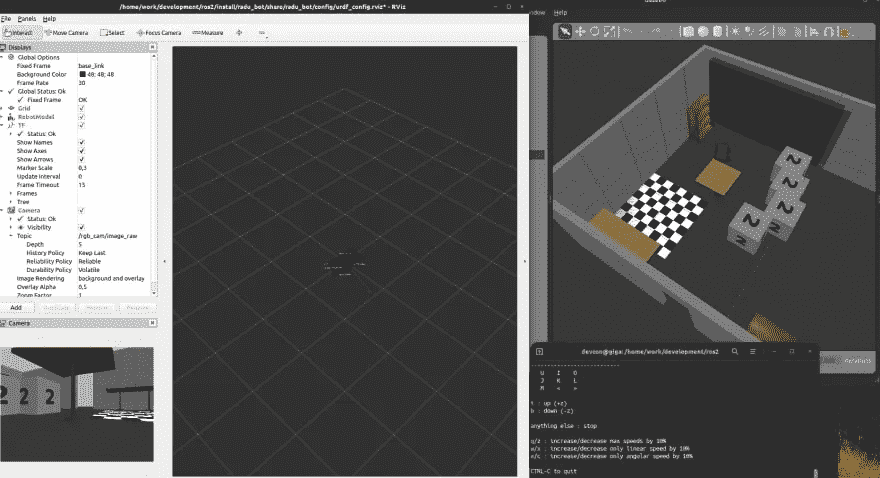 /home/work/development/ros2/install/radu_bot/share/radu_bot/config/urdf_config.rviz* - RViz
File Panels Help
Interact Move Camera Select Focus Camera Measure
Displays
Global Options
Fixed Frame base_link
Background Color 48; 48; 48
Frame Rate 30
Global Status: Ok
Fixed Frame OK
Grid
RobotModel
TF
Status: Ok
Show Names
Show Axes
Show Arrows
Marker Scale 0,3
Update Interval 0
Frame Timeout 15
Frames
Tree
Camera
Status: Ok
Visibility
Topic /rgb_cam/image_raw
Depth 5
History Policy Keep Last
Reliability Policy Reliable
Durability Policy Volatile
Image Rendering background and overlay
Overlay Alpha 0,5
Zoom Factor 1
Add
Camera
2 2 2
Help
2
2
2
2
2
2
devcon@giga: /home/work/development/ros2
U I O
J K L
M < >
t : up (+z)
b : down (-z)
anything else : stop
q/z : increase/decrease max speeds by 10%
w/x : increase/decrease only linear speed by 10%
e/c : increase/decrease only angular speed by 10%
CTRL-C to quit